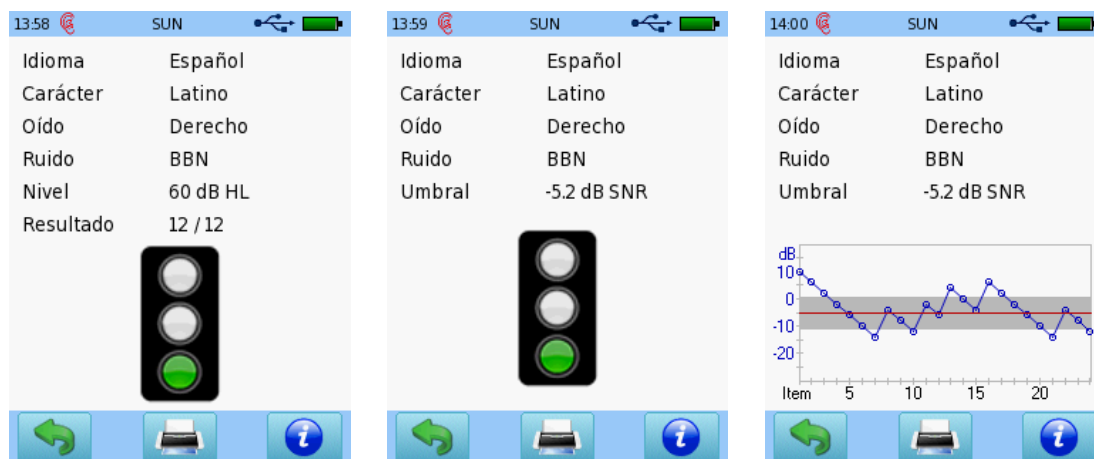 13:58 SUN
Idioma Español
Carácter Latino
Oído Derecho
Ruido BBN
Nivel 60 dB HL
Resultado 12 / 12
i
13:59 SUN
Idioma Español
Carácter Latino
Oído Derecho
Ruido BBN
Umbral -5.2 dB SNR
i
14:00 SUN
Idioma Español
Carácter Latino
Oído Derecho
Ruido BBN
Umbral -5.2 dB SNR
dB
10
0
-10
-20
Item 5 10 15 20
i